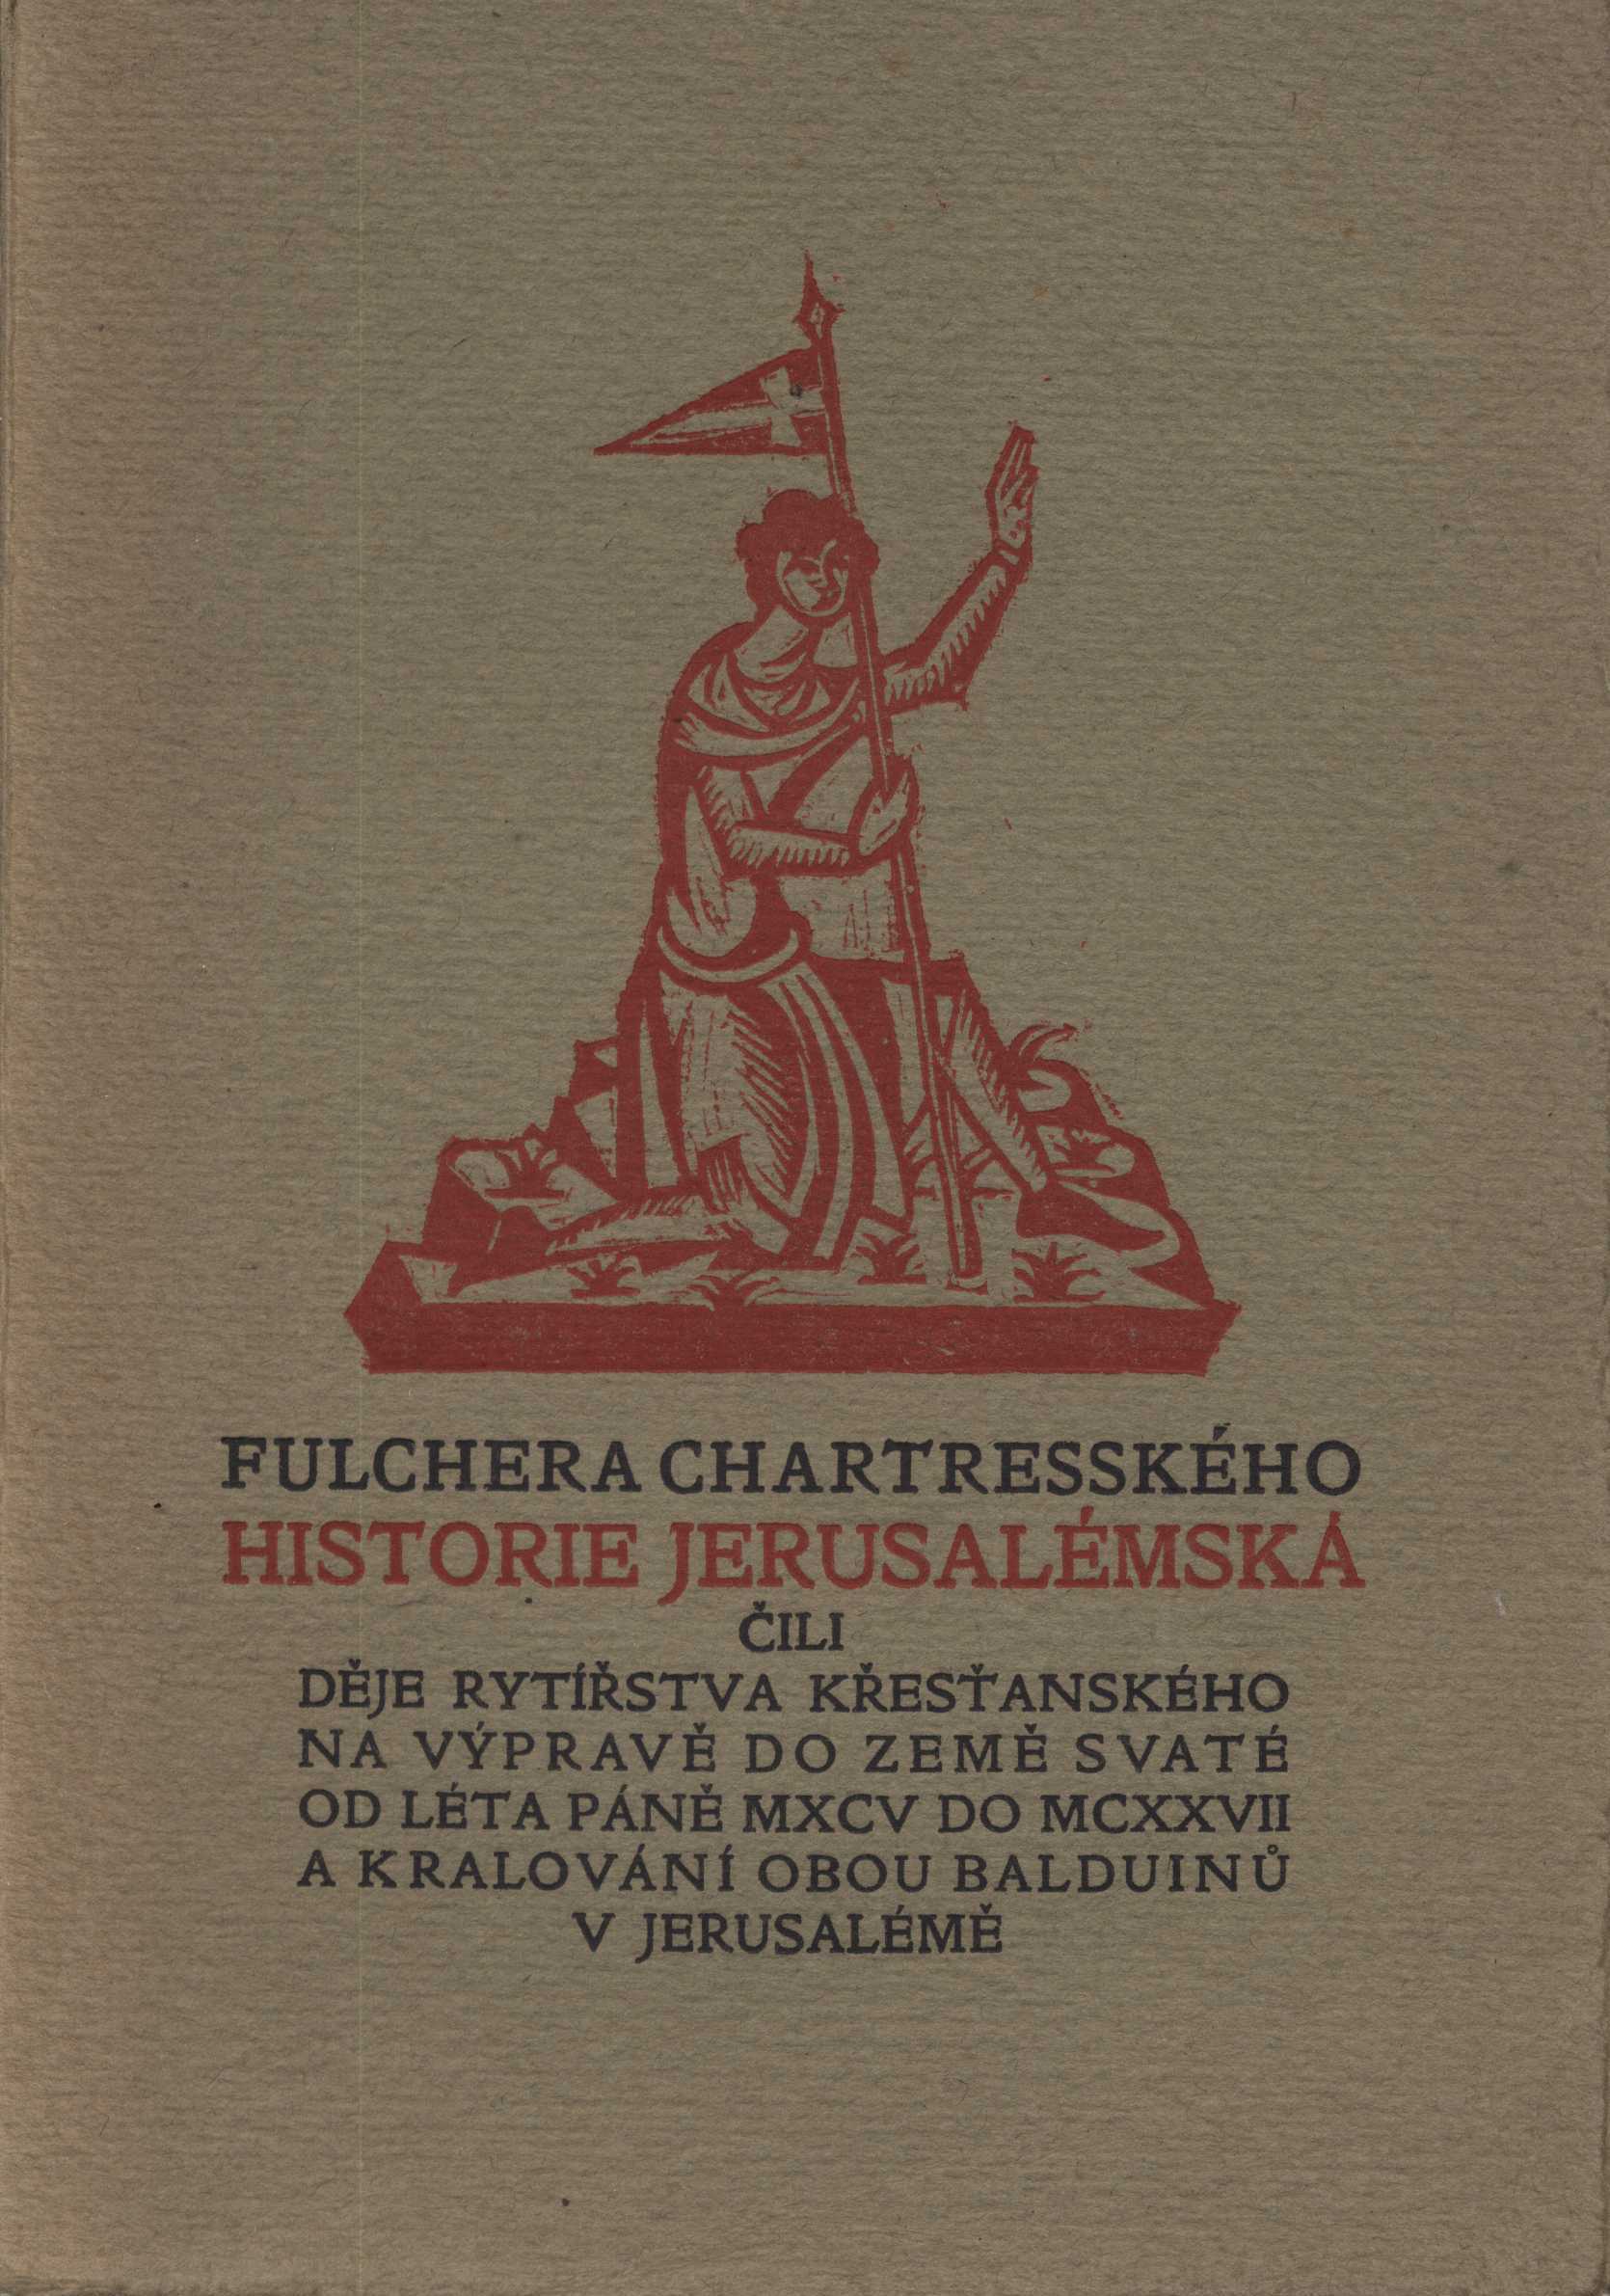 FULCHERA CHARTRESSKÉHO
HISTORIE JERUSALÉMSKÁ
ČILI
DĚJE RYTÍŘSTVA KŘESŤANSKÉHO
NA VÝPRAVĚ DO ZEMĚ SVATÉ
OD LÉTA PÁNĚ MXCV DO MCXXVII
A KRALOVÁNÍ OBOU BALDUINŮ
V JERUSALÉMĚ